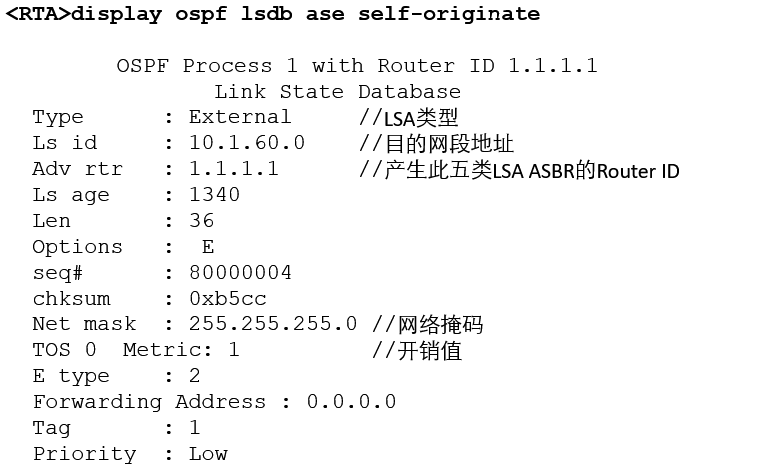 <RTA>display ospf lsdb ase self-originate
OSPF Process 1 with Router ID 1.1.1.1
Link State Database
Type : External //LSA类型
Ls id : 10.1.60.0 //目的网段地址
Adv rtr : 1.1.1.1 //产生此五类LSA ASBR的Router ID
Ls age : 1340
Len : 36
Options : E
seq# : 80000004
chksum : 0xb5cc
Net mask : 255.255.255.0 //网络掩码
TOS 0 Metric: 1 //开销值
E type : 2
Forwarding Address : 0.0.0.0
Tag : 1
Priority : Low